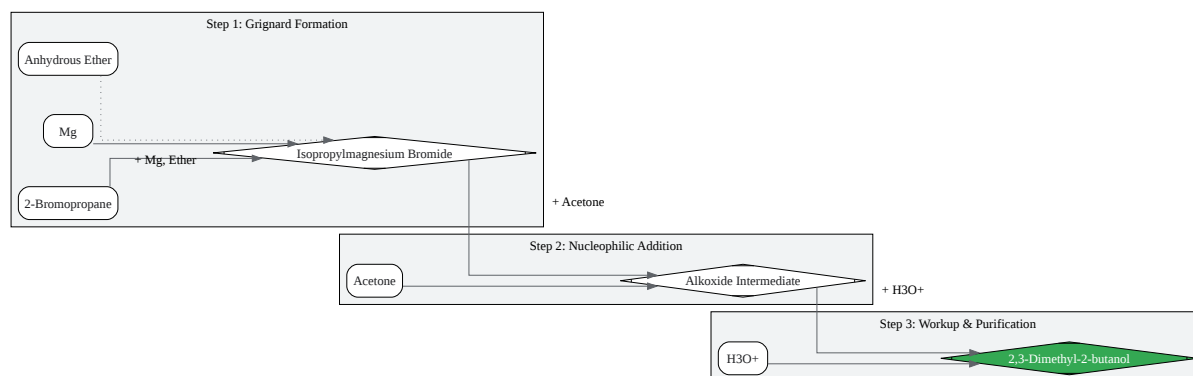 Step 1: Grignard Formation
Anhydrous Ether
Mg
Isopropylmagnesium Bromide
+ Mg, Ether
2-Bromopropane
+ Acetone
Step 2: Nucleophilic Addition
Acetone
Alkoxide Intermediate
+ H3O+
Step 3: Workup & Purification
H3O+
2,3-Dimethyl-2-butanol